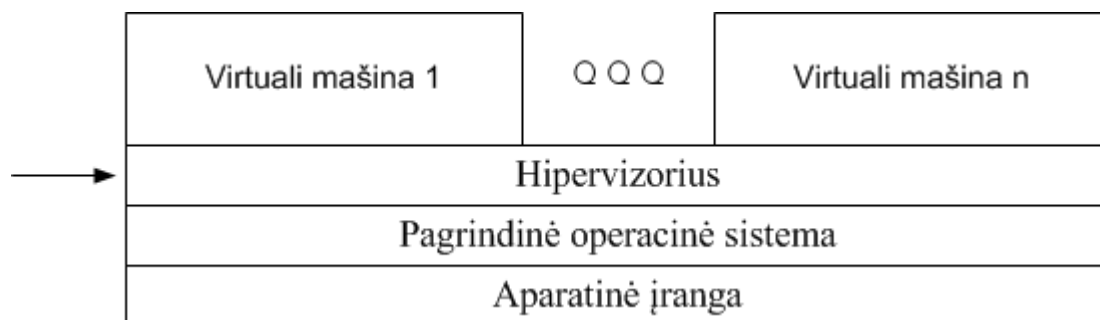 Virtuali mašina 1 Q Q Q Virtuali mašina n
Hipervizorius
Pagrindinė operacinė sistema
Aparatinė įranga